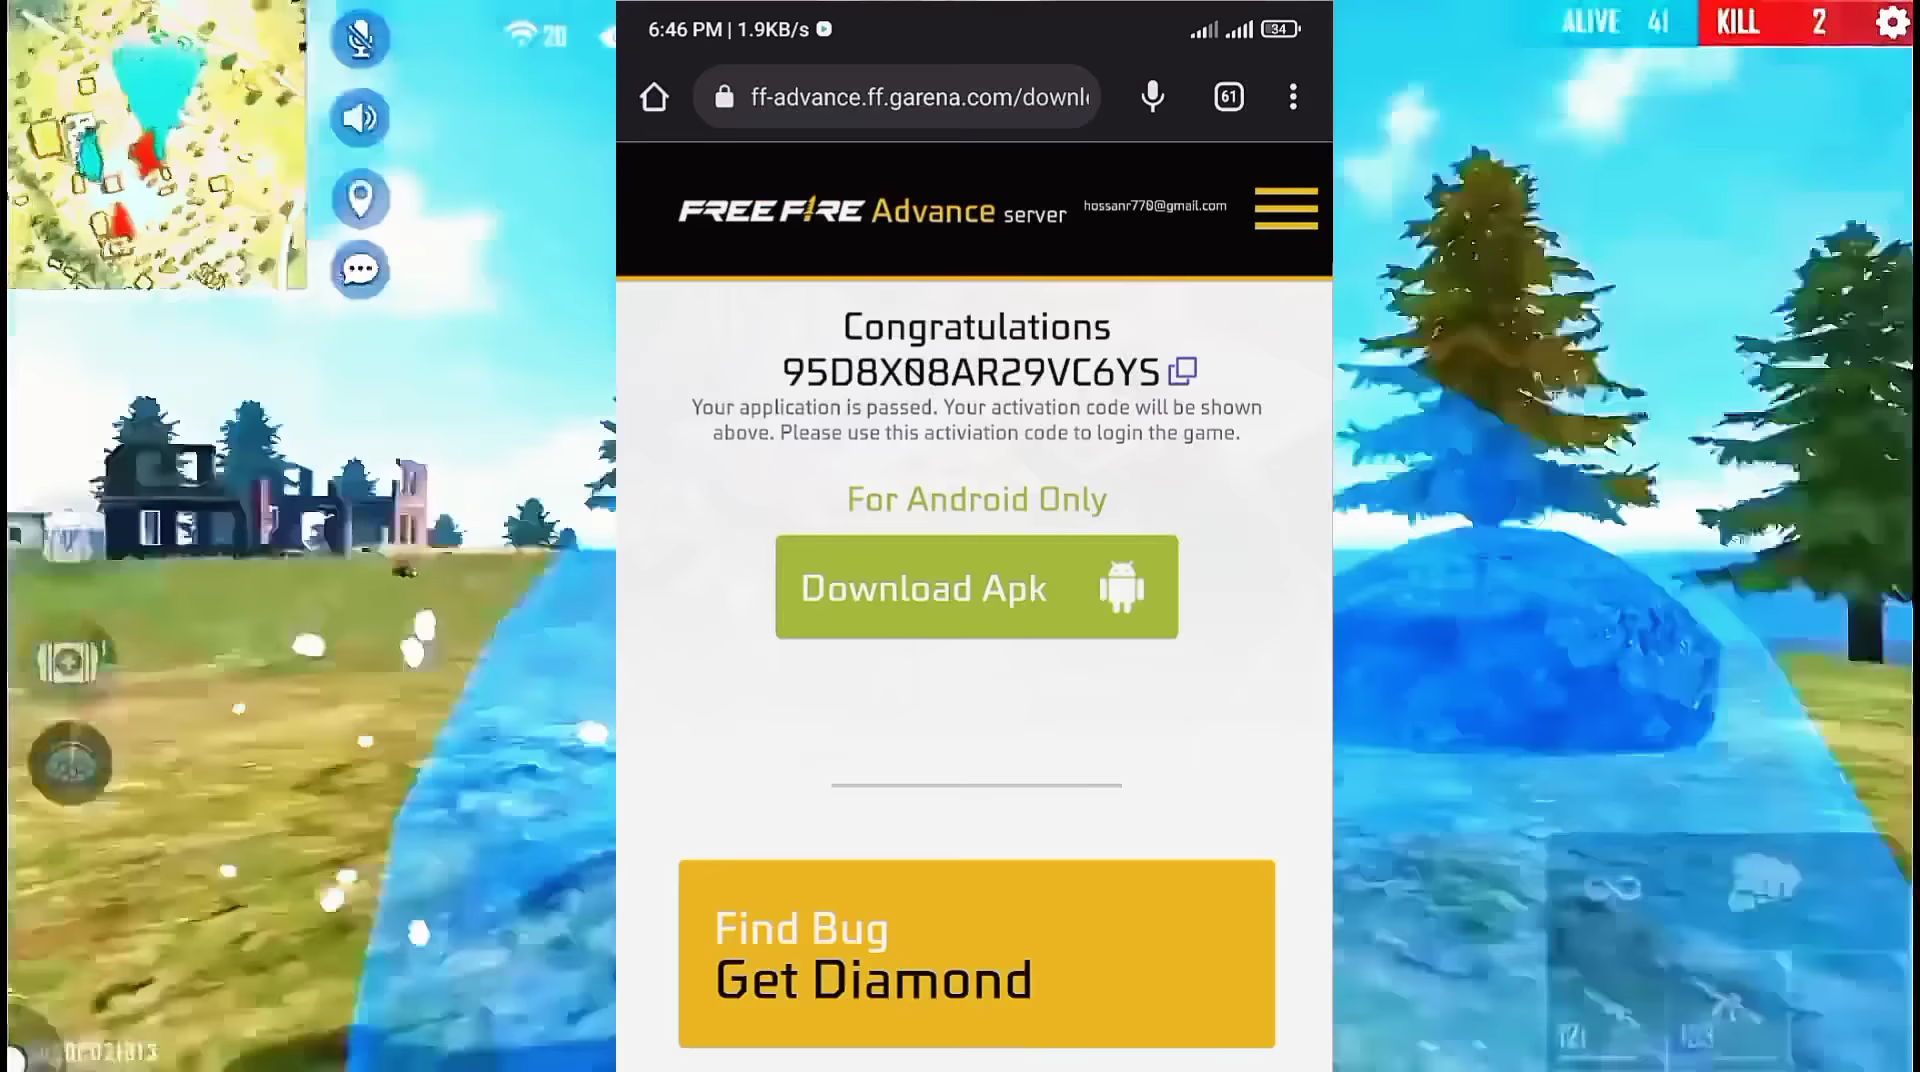 20
ALIVE 41 KILL 2
6:46 PM | 1.9KB/s
34
ff-advance.ff.garena.com/downl
61
FREE FIRE Advance server
hossanr770@gmail.com
Congratulations
95D8X08AR29VC6YS
Your application is passed. Your activation code will be shown
above. Please use this activiation code to login the game.
For Android Only
Download Apk
Find Bug
Get Diamond